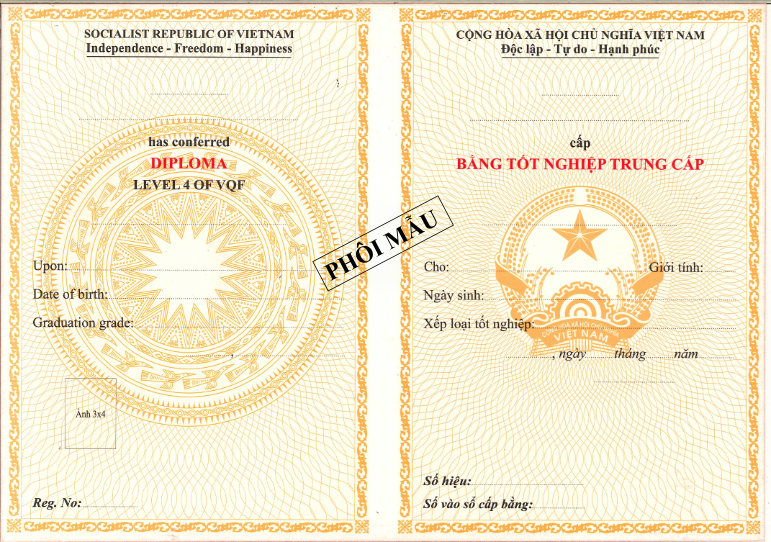 SOCIALIST REPUBLIC OF VIETNAM
Independence - Freedom - Happiness
has conferred
DIPLOMA
LEVEL 4 OF VQF
Upon:
Date of birth:
Graduation grade:
,
Anh 3x4
Reg. No:
PHÔI MẪU
CỘNG HÒA XÃ HỘI CHỦ NGHĨA VIỆT NAM
Độc lập - Tự do - Hạnh phúc
cấp
BẰNG TỐT NGHIỆP TRUNG CẤP
Cho: Giới tính:
Ngày sinh:
Xếp loại tốt nghiệp:
VIỆT NAM
, ngày tháng năm
Số hiệu:
Số vào sổ cấp bằng: